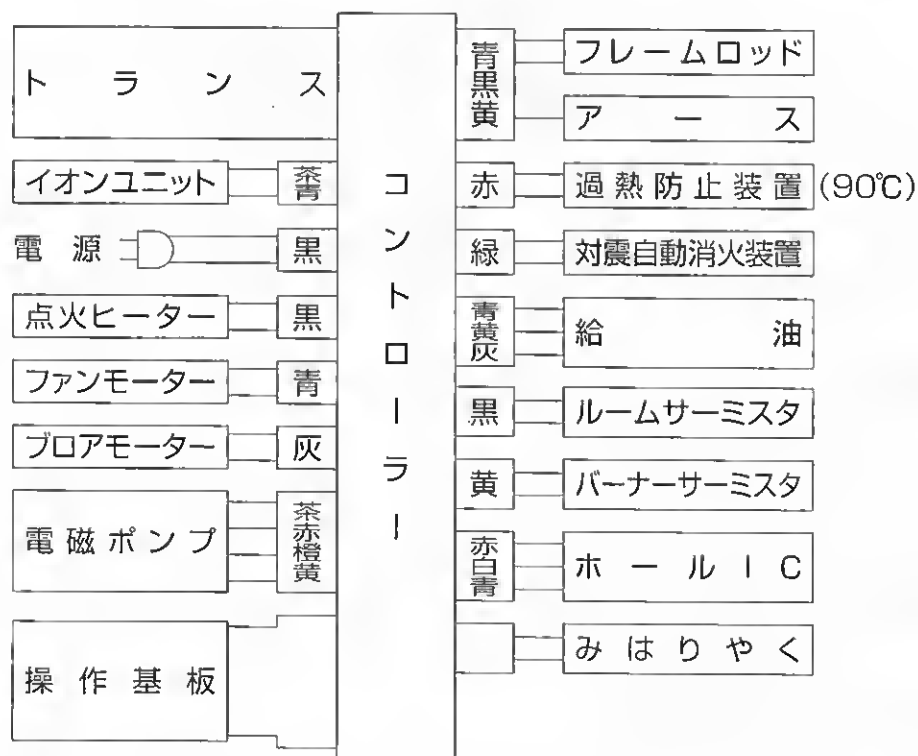 トランス
イオンユニット 茶青
電源 黒
点火ヒーター 黒
ファンモーター 青
ブロアモーター 灰
電磁ポンプ 茶赤橙黄
操作基板
コントローラー
青黒黄 フレームロッド
アース
赤 過熱防止装置 (90℃)
緑 対震自動消火装置
青黄灰 給油
黒 ルームサーミスタ
黄 バーナーサーミスタ
赤白青 ホールIC
みはりやく